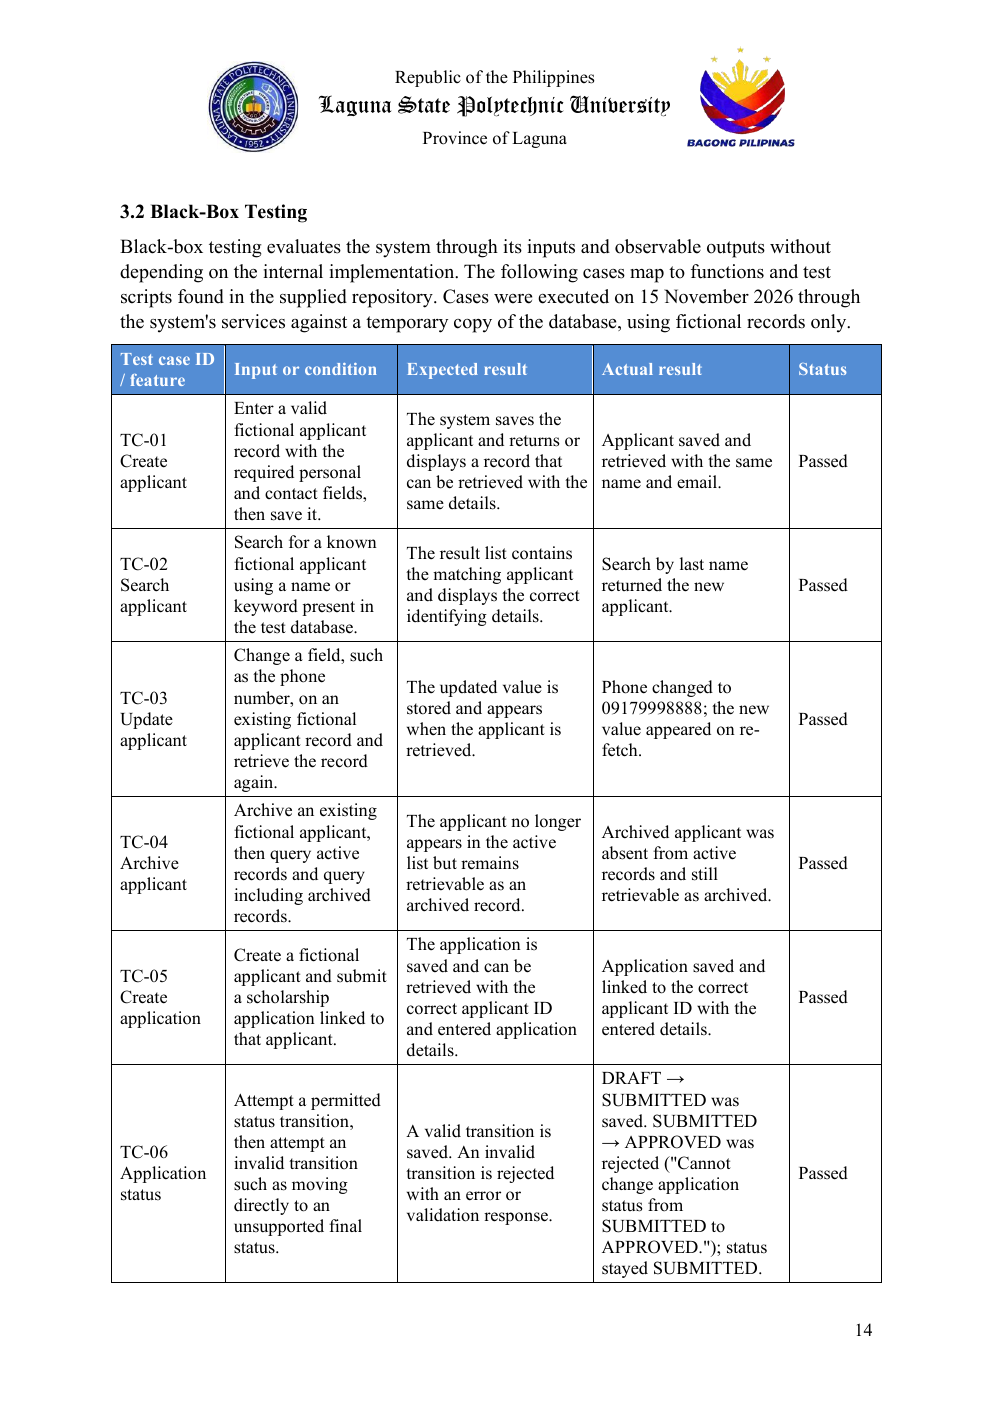 Republic of the Philippines
Laguna State Polytechnic University
Province of Laguna
LAGUNA STATE POLYTECHNIC UNIVERSITY
1952
BAGONG PILIPINAS
3.2 Black-Box Testing
Black-box testing evaluates the system through its inputs and observable outputs without
depending on the internal implementation. The following cases map to functions and test
scripts found in the supplied repository. Cases were executed on 15 November 2026 through
the system's services against a temporary copy of the database, using fictional records only.
Test case ID
/ feature
Input or condition
Expected result
Actual result
Status
TC-01
Create
applicant
Enter a valid
fictional applicant
record with the
required personal
and contact fields,
then save it.
The system saves the
applicant and returns or
displays a record that
can be retrieved with the
same details.
Applicant saved and
retrieved with the same
name and email.
Passed
TC-02
Search
applicant
Search for a known
fictional applicant
using a name or
keyword present in
the test database.
The result list contains
the matching applicant
and displays the correct
identifying details.
Search by last name
returned the new
applicant.
Passed
TC-03
Update
applicant
Change a field, such
as the phone
number, on an
existing fictional
applicant record and
retrieve the record
again.
The updated value is
stored and appears
when the applicant is
retrieved.
Phone changed to
09179998888; the new
value appeared on re-
fetch.
Passed
TC-04
Archive
applicant
Archive an existing
fictional applicant,
then query active
records and query
including archived
records.
The applicant no longer
appears in the active
list but remains
retrievable as an
archived record.
Archived applicant was
absent from active
records and still
retrievable as archived.
Passed
TC-05
Create
application
Create a fictional
applicant and submit
a scholarship
application linked to
that applicant.
The application is
saved and can be
retrieved with the
correct applicant ID
and entered application
details.
Application saved and
linked to the correct
applicant ID with the
entered details.
Passed
TC-06
Application
status
Attempt a permitted
status transition,
then attempt an
invalid transition
such as moving
directly to an
unsupported final
status.
A valid transition is
saved. An invalid
transition is rejected
with an error or
validation response.
DRAFT →
SUBMITTED was
saved. SUBMITTED
→ APPROVED was
rejected ("Cannot
change application
status from
SUBMITTED to
APPROVED."); status
stayed SUBMITTED.
Passed
14